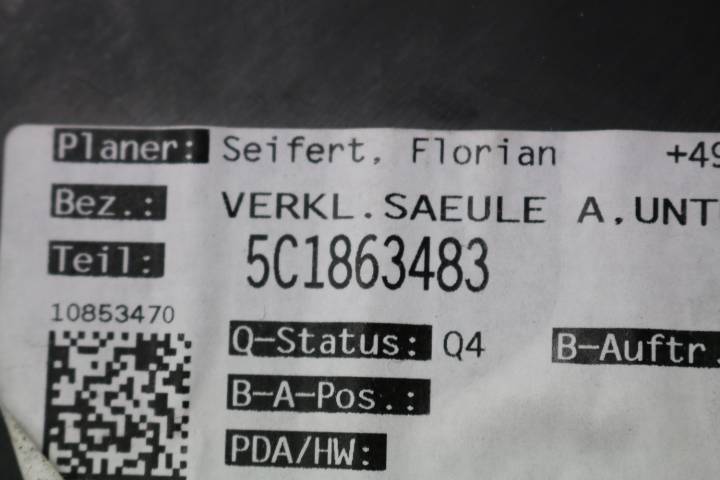 Planer: Seifert, Florian +49
Bez.: VERKL.SAEULE A.UNT
Teil: 5C1863483
10853470
Q-Status: Q4 B-Auftr.
B-A-Pos.:
PDA/HW: